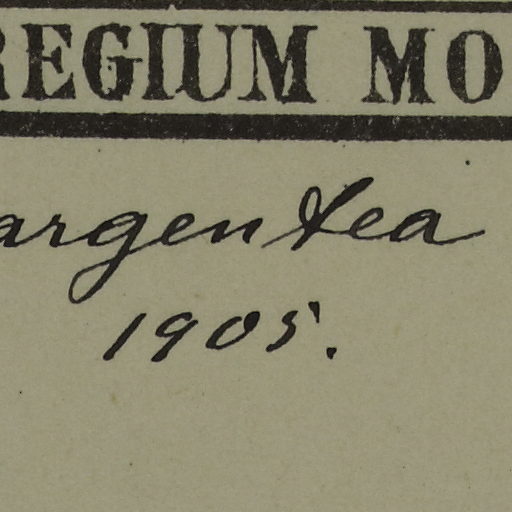 REGIUM MO
argentea
1905.